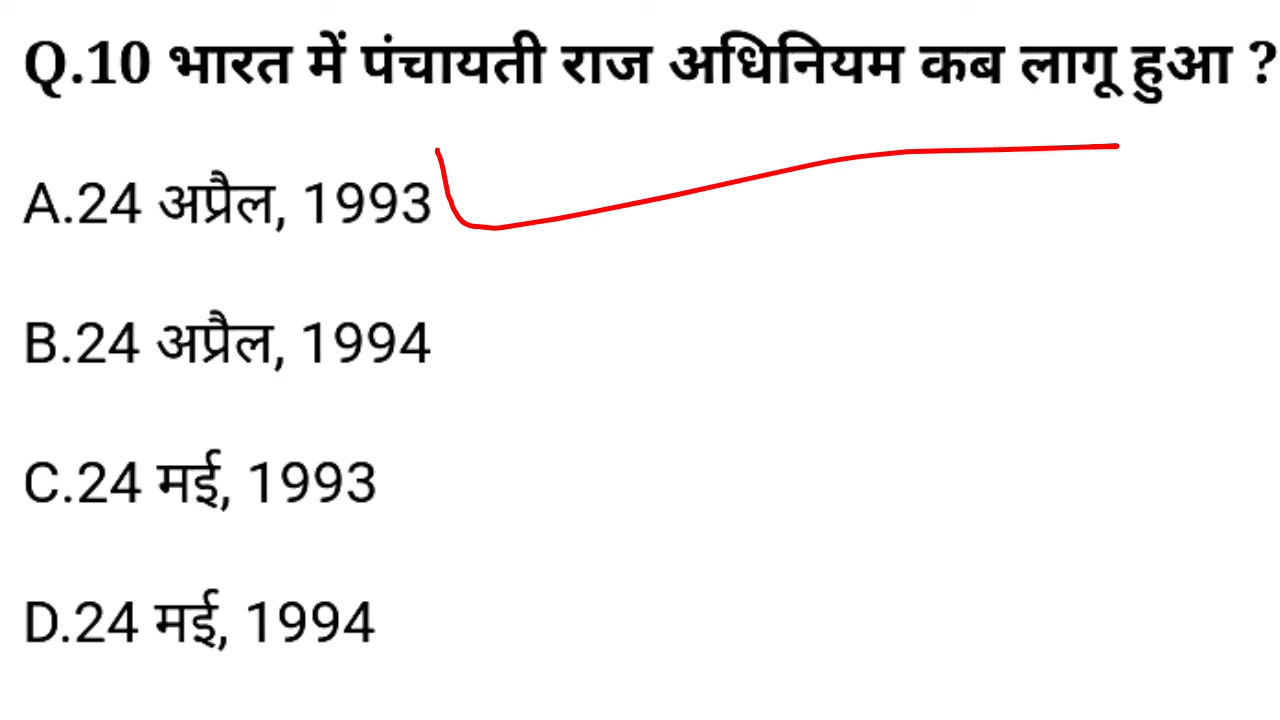 Q.10 भारत में पंचायती राज अधिनियम कब लागू हुआ ?
A.24 अप्रैल, 1993
B.24 अप्रैल, 1994
C.24 मई, 1993
D.24 मई, 1994